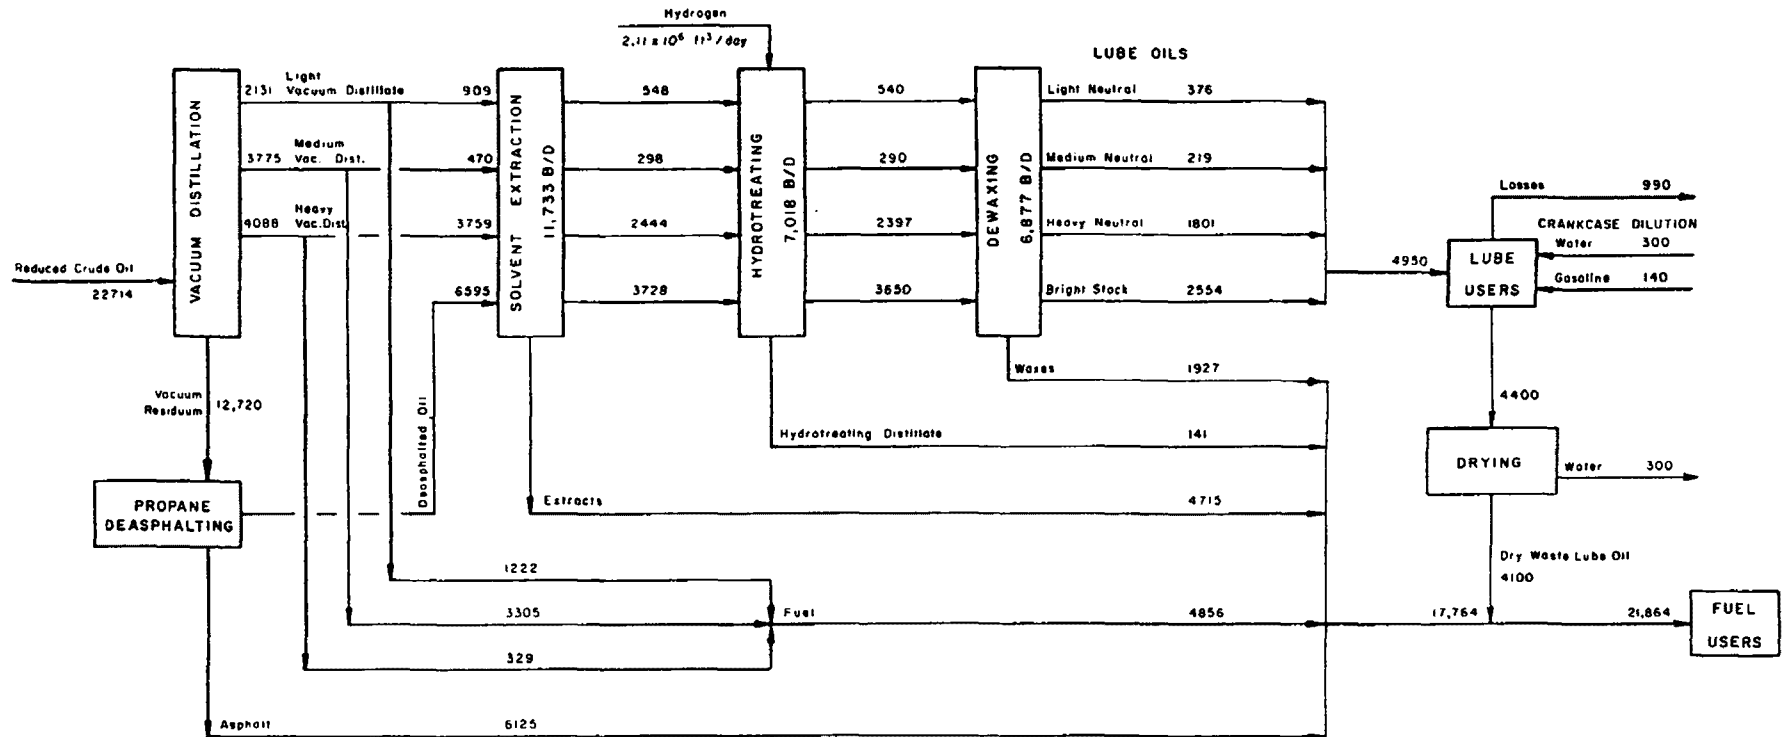 Hydrogen
2.11 x 10⁶ ft³/day
LUBE OILS
Light
2131 Vacuum Distillate 909
548
540
Light Neutral 376
Medium
3775 Vac. Dist. 470
298
290
Medium Neutral 219
Heavy
4088 Vac.Dist. 3759
2444
2397
Heavy Neutral 1801
6595
3728
3650
Bright Stock 2554
VACUUM DISTILLATION
SOLVENT EXTRACTION
11,733 B/D
HYDROTREATING
7,018 B/D
DEWAXING
6,877 B/D
Reduced Crude Oil
22714
Losses 990
CRANKCASE DILUTION
Water 300
Gasoline 140
4950
LUBE
USERS
Vacuum
Residuum 12,720
Deasphalted Oil
Waxes 1927
4400
Hydrotreating Distillate 141
DRYING
Water 300
PROPANE
DEASPHALTING
Extracts 4715
Dry Waste Lube Oil
4100
1222
3305
Fuel 4856
17,764
21,864
FUEL
USERS
329
Asphalt 6125